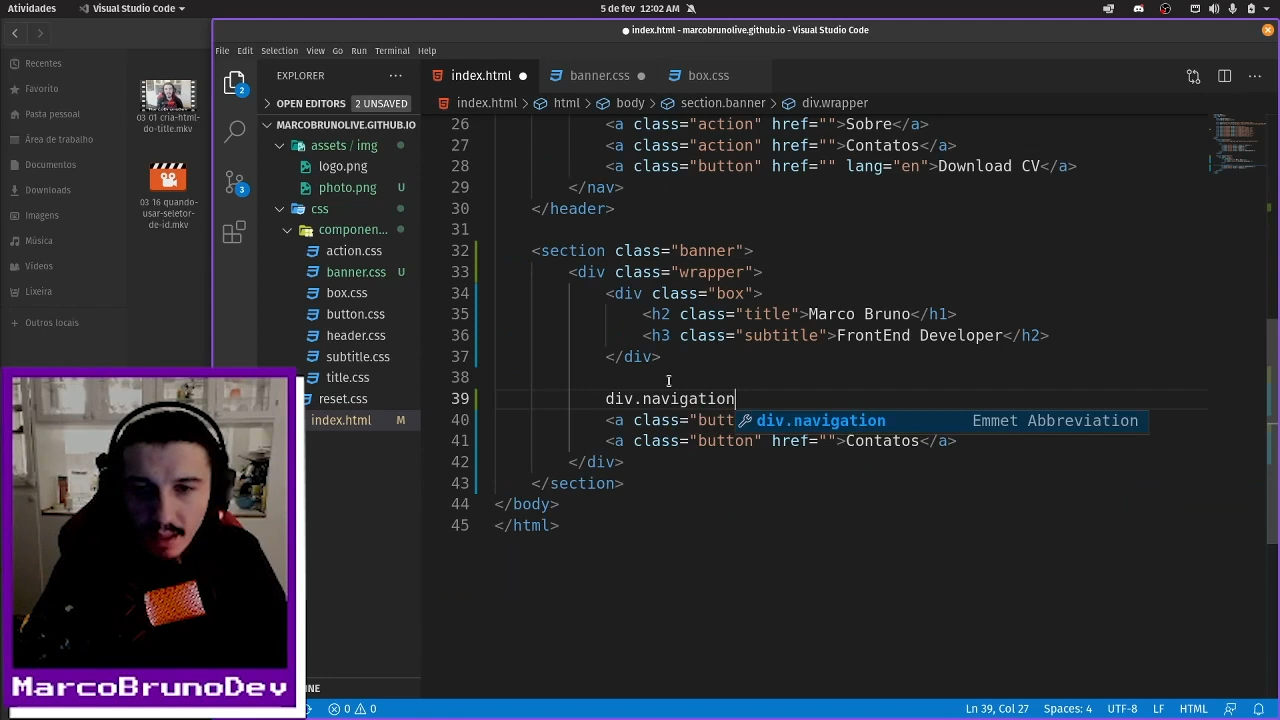 Atividades
Visual Studio Code
5 de fev 12:02 AM
index.html - marcobrunolive.github.io - Visual Studio Code
File Edit Selection View Go Run Terminal Help
Recentes
Favorito
Pasta pessoal
Área de trabalho
Documentos
Downloads
Imagens
Música
Vídeos
Lixeira
Outros locais
03 01 cria-html-
do-title.mkv
03 16 quando-
usar-seletor-
de-id.mkv
EXPLORER
OPEN EDITORS 2 UNSAVED
MARCOBRUNOLIVE.GITHUB.IO
assets / img
logo.png
photo.png U
css
componen...
action.css
banner.css U
box.css
button.css
header.css
subtitle.css
title.css
reset.css
index.html M
INE
2
3
index.html
banner.css
box.css
index.html > html > body > section.banner > div.wrapper
26 <a class="action" href="">Sobre</a>
27 <a class="action" href="">Contatos</a>
28 <a class="button" href="" lang="en">Download CV</a>
29 </nav>
30 </header>
31
32 <section class="banner">
33 <div class="wrapper">
34 <div class="box">
35 <h2 class="title">Marco Bruno</h1>
36 <h3 class="subtitle">FrontEnd Developer</h2>
37 </div>
38
39 div.navigation
40 <a class="butt
div.navigation Emmet Abbreviation
41 <a class="button" href="">Contatos</a>
42 </div>
43 </section>
44 </body>
45 </html>
MarcoBrunoDev
0 0
Ln 39, Col 27 Spaces: 4 UTF-8 LF HTML